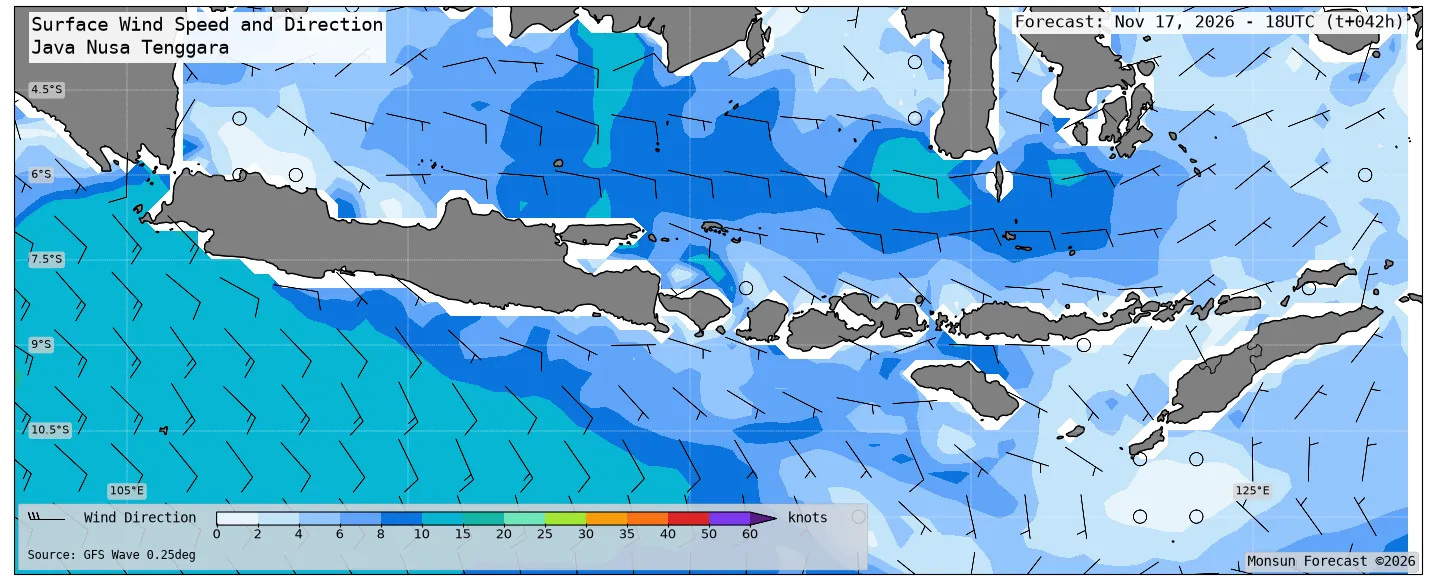 Surface Wind Speed and Direction
Java Nusa Tenggara
Forecast: Nov 17, 2026 - 18UTC (t+042h)
4.5°S
6°S
7.5°S
9°S
10.5°S
105°E
125°E
Wind Direction
0 2 4 6 8 10 15 20 25 30 35 40 50 60
knots
Source: GFS Wave 0.25deg
Monsun Forecast ©2026